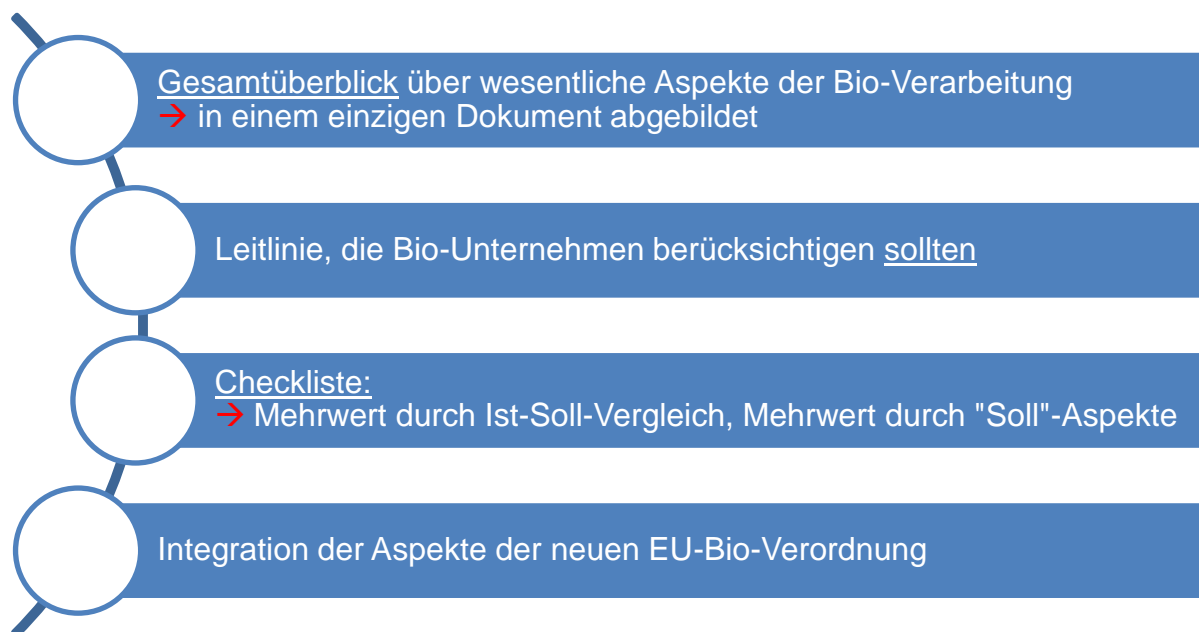 Gesamtüberblick über wesentliche Aspekte der Bio-Verarbeitung
→ in einem einzigen Dokument abgebildet
Leitlinie, die Bio-Unternehmen berücksichtigen sollten
Checkliste:
→ Mehrwert durch Ist-Soll-Vergleich, Mehrwert durch "Soll"-Aspekte
Integration der Aspekte der neuen EU-Bio-Verordnung